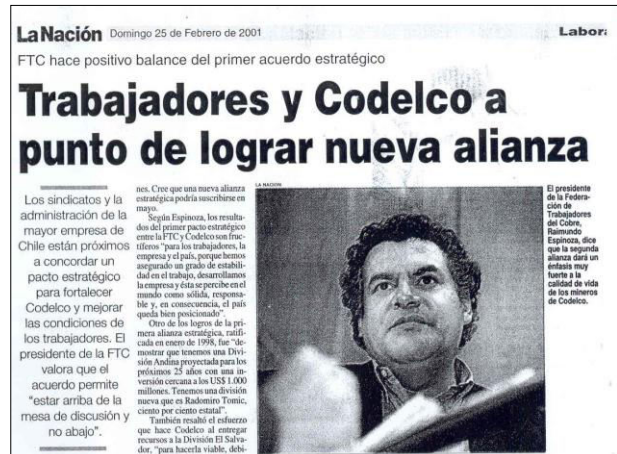 La Nación Domingo 25 de Febrero de 2001
Labor
FTC hace positivo balance del primer acuerdo estratégico
Trabajadores y Codelco a
punto de lograr nueva alianza
Los sindicatos y la
administración de la
mayor empresa de
Chile están próximos
a concordar un
pacto estratégico
para fortalecer
Codelco y mejorar
las condiciones de
los trabajadores. El
presidente de la FTC
valora que el
acuerdo permite
"estar arriba de la
mesa de discusión y
no abajo".
nes. Cree que una nueva alianza
estratégica podría suscribirse en
mayo.
Según Espinoza, los resulta-
dos del primer pacto estratégico
entre la FTC y Codelco son fruc-
tíferos "para los trabajadores, la
empresa y el país, porque hemos
asegurado un grado de estabili-
dad en el trabajo, desarrollamos
la empresa y ésta se percibe en el
mundo como sólida, responsa-
ble y, en consecuencia, el país
queda bien posicionado".
Otro de los logros de la pri-
mera alianza estratégica, ratifi-
cada en enero de 1998, fue "de-
mostrar que tenemos una Divi-
sión Andina proyectada para los
próximos 25 años con una in-
versión cercana a los US$ 1.000
millones. Tenemos una división
nueva que es Radomiro Tomic,
ciento por ciento estatal".
También resaltó el esfuerzo
que hace Codelco al entregar
recursos a la División El Salva-
dor, "para hacerla viable, debi-
LA NACION
El presidente
de la Federa-
ción de
Trabajadores
del Cobre,
Raimundo
Espinoza, dice
que la segunda
alianza dará un
énfasis muy
fuerte a la
calidad de vida
de los mineros
de Codelco.